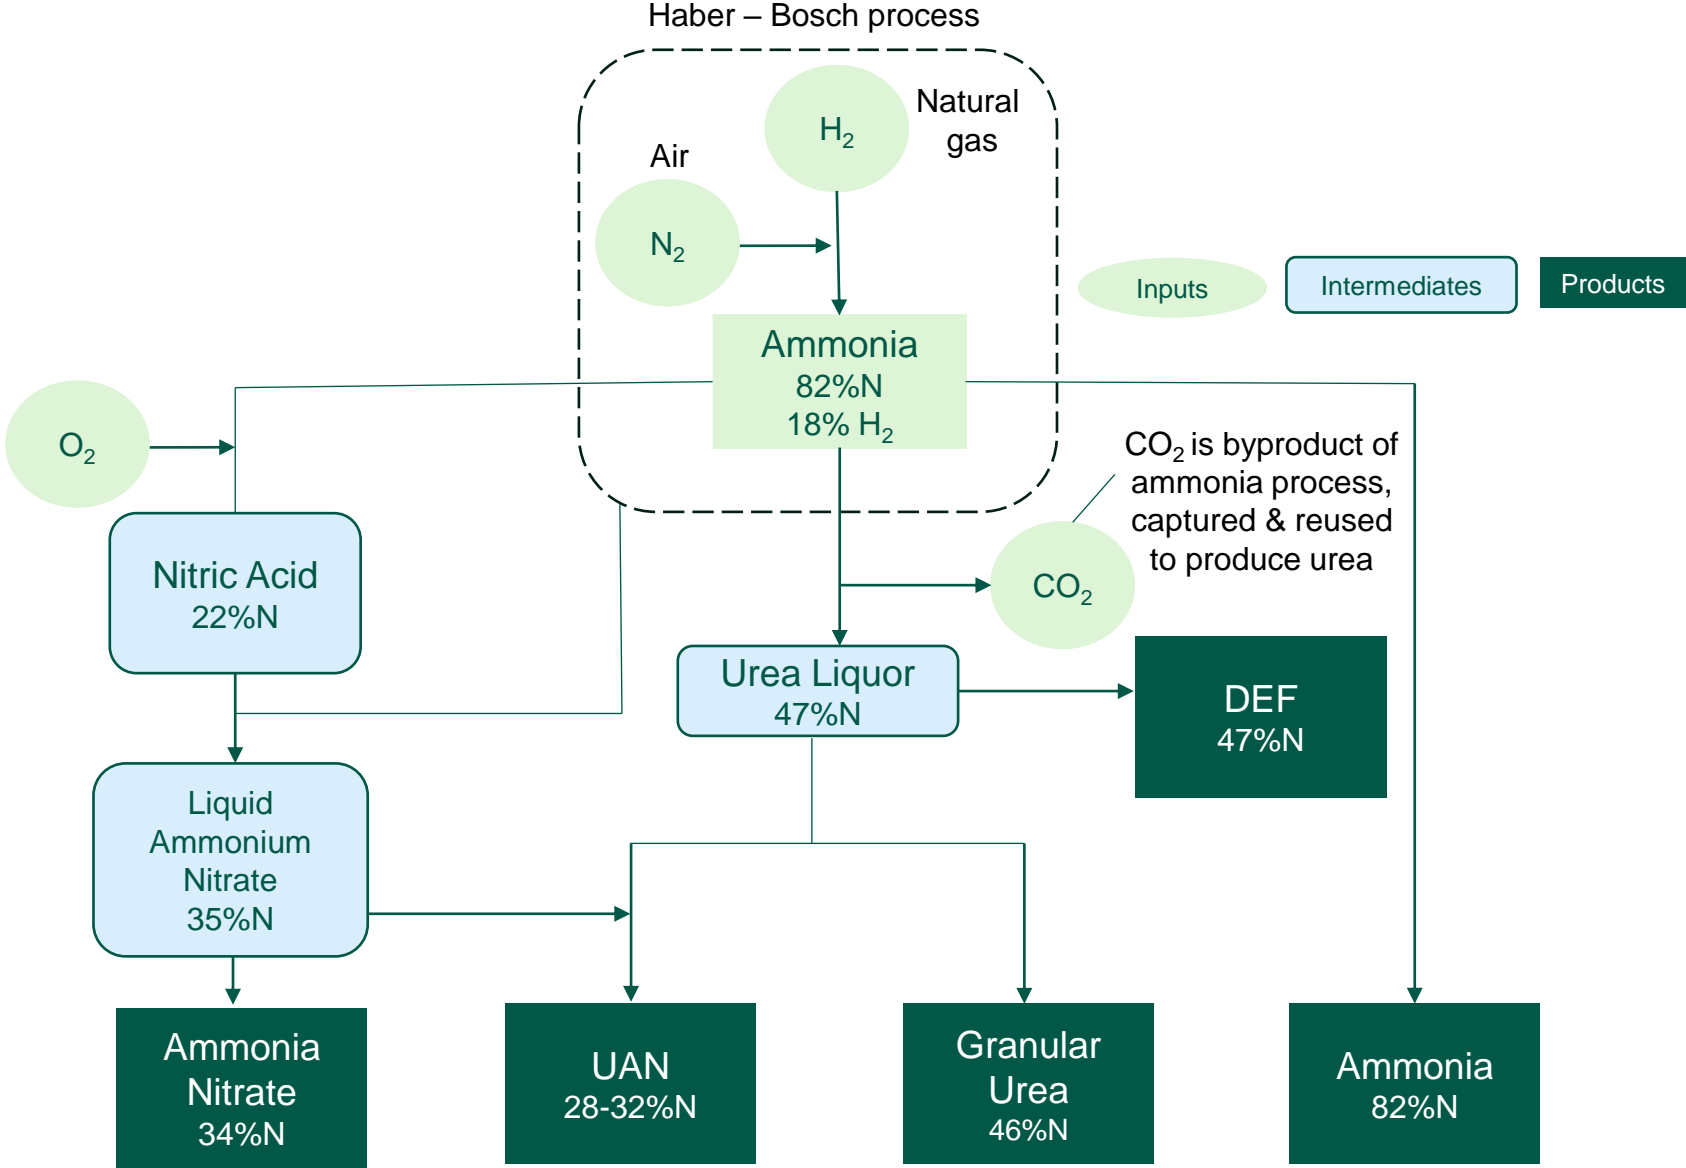 Haber – Bosch process
H₂
Natural
gas
Air
N₂
Inputs
Intermediates
Products
Ammonia
82%N
18% H₂
O₂
CO₂ is byproduct of
ammonia process,
captured & reused
to produce urea
CO₂
Nitric Acid
22%N
Urea Liquor
47%N
DEF
47%N
Liquid
Ammonium
Nitrate
35%N
Ammonia
Nitrate
34%N
UAN
28-32%N
Granular
Urea
46%N
Ammonia
82%N